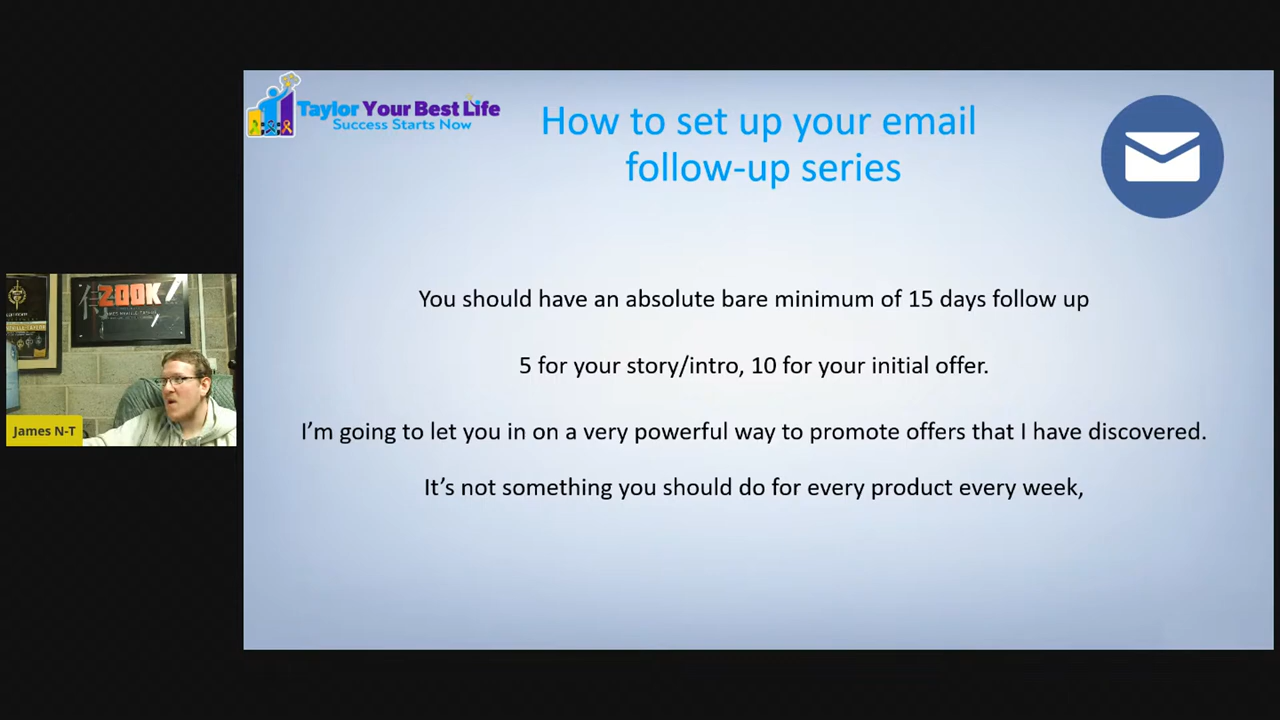 Taylor Your Best Life
Success Starts Now
How to set up your email
follow-up series
You should have an absolute bare minimum of 15 days follow up
5 for your story/intro, 10 for your initial offer.
I’m going to let you in on a very powerful way to promote offers that I have discovered.
It’s not something you should do for every product every week,
200K
James N-T